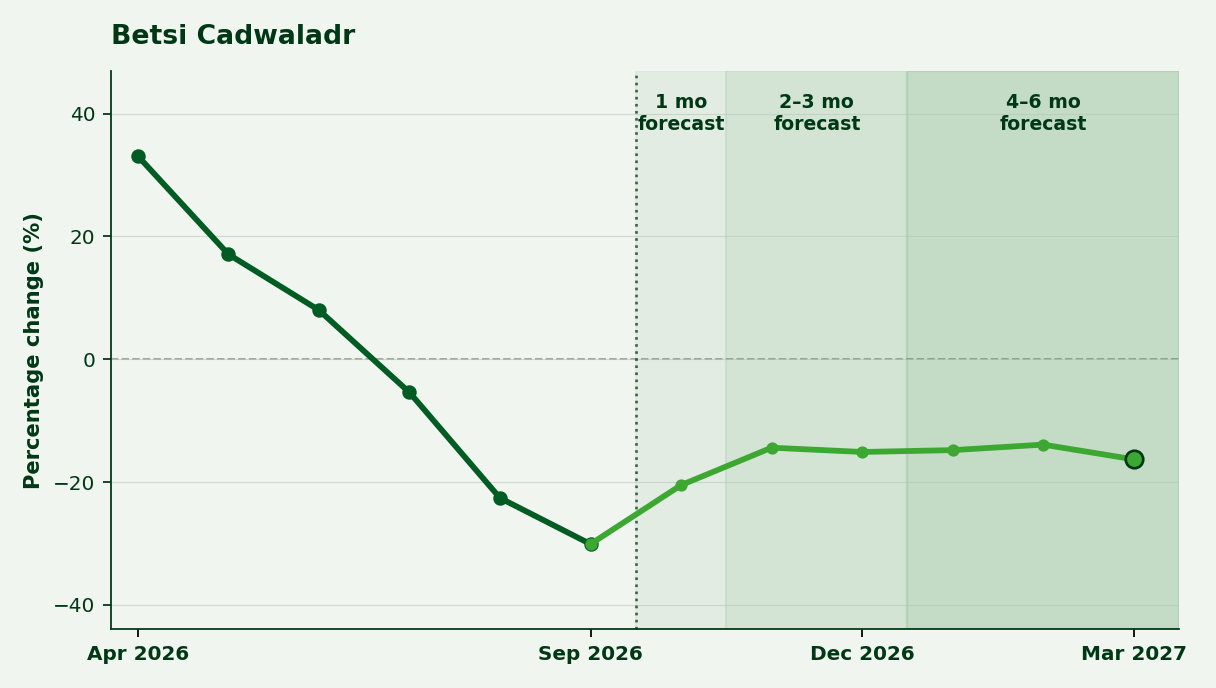 Betsi Cadwaladr
1 mo
forecast
2–3 mo
forecast
4–6 mo
forecast
Percentage change (%)
40
20
0
−20
−40
Apr 2026
Sep 2026
Dec 2026
Mar 2027